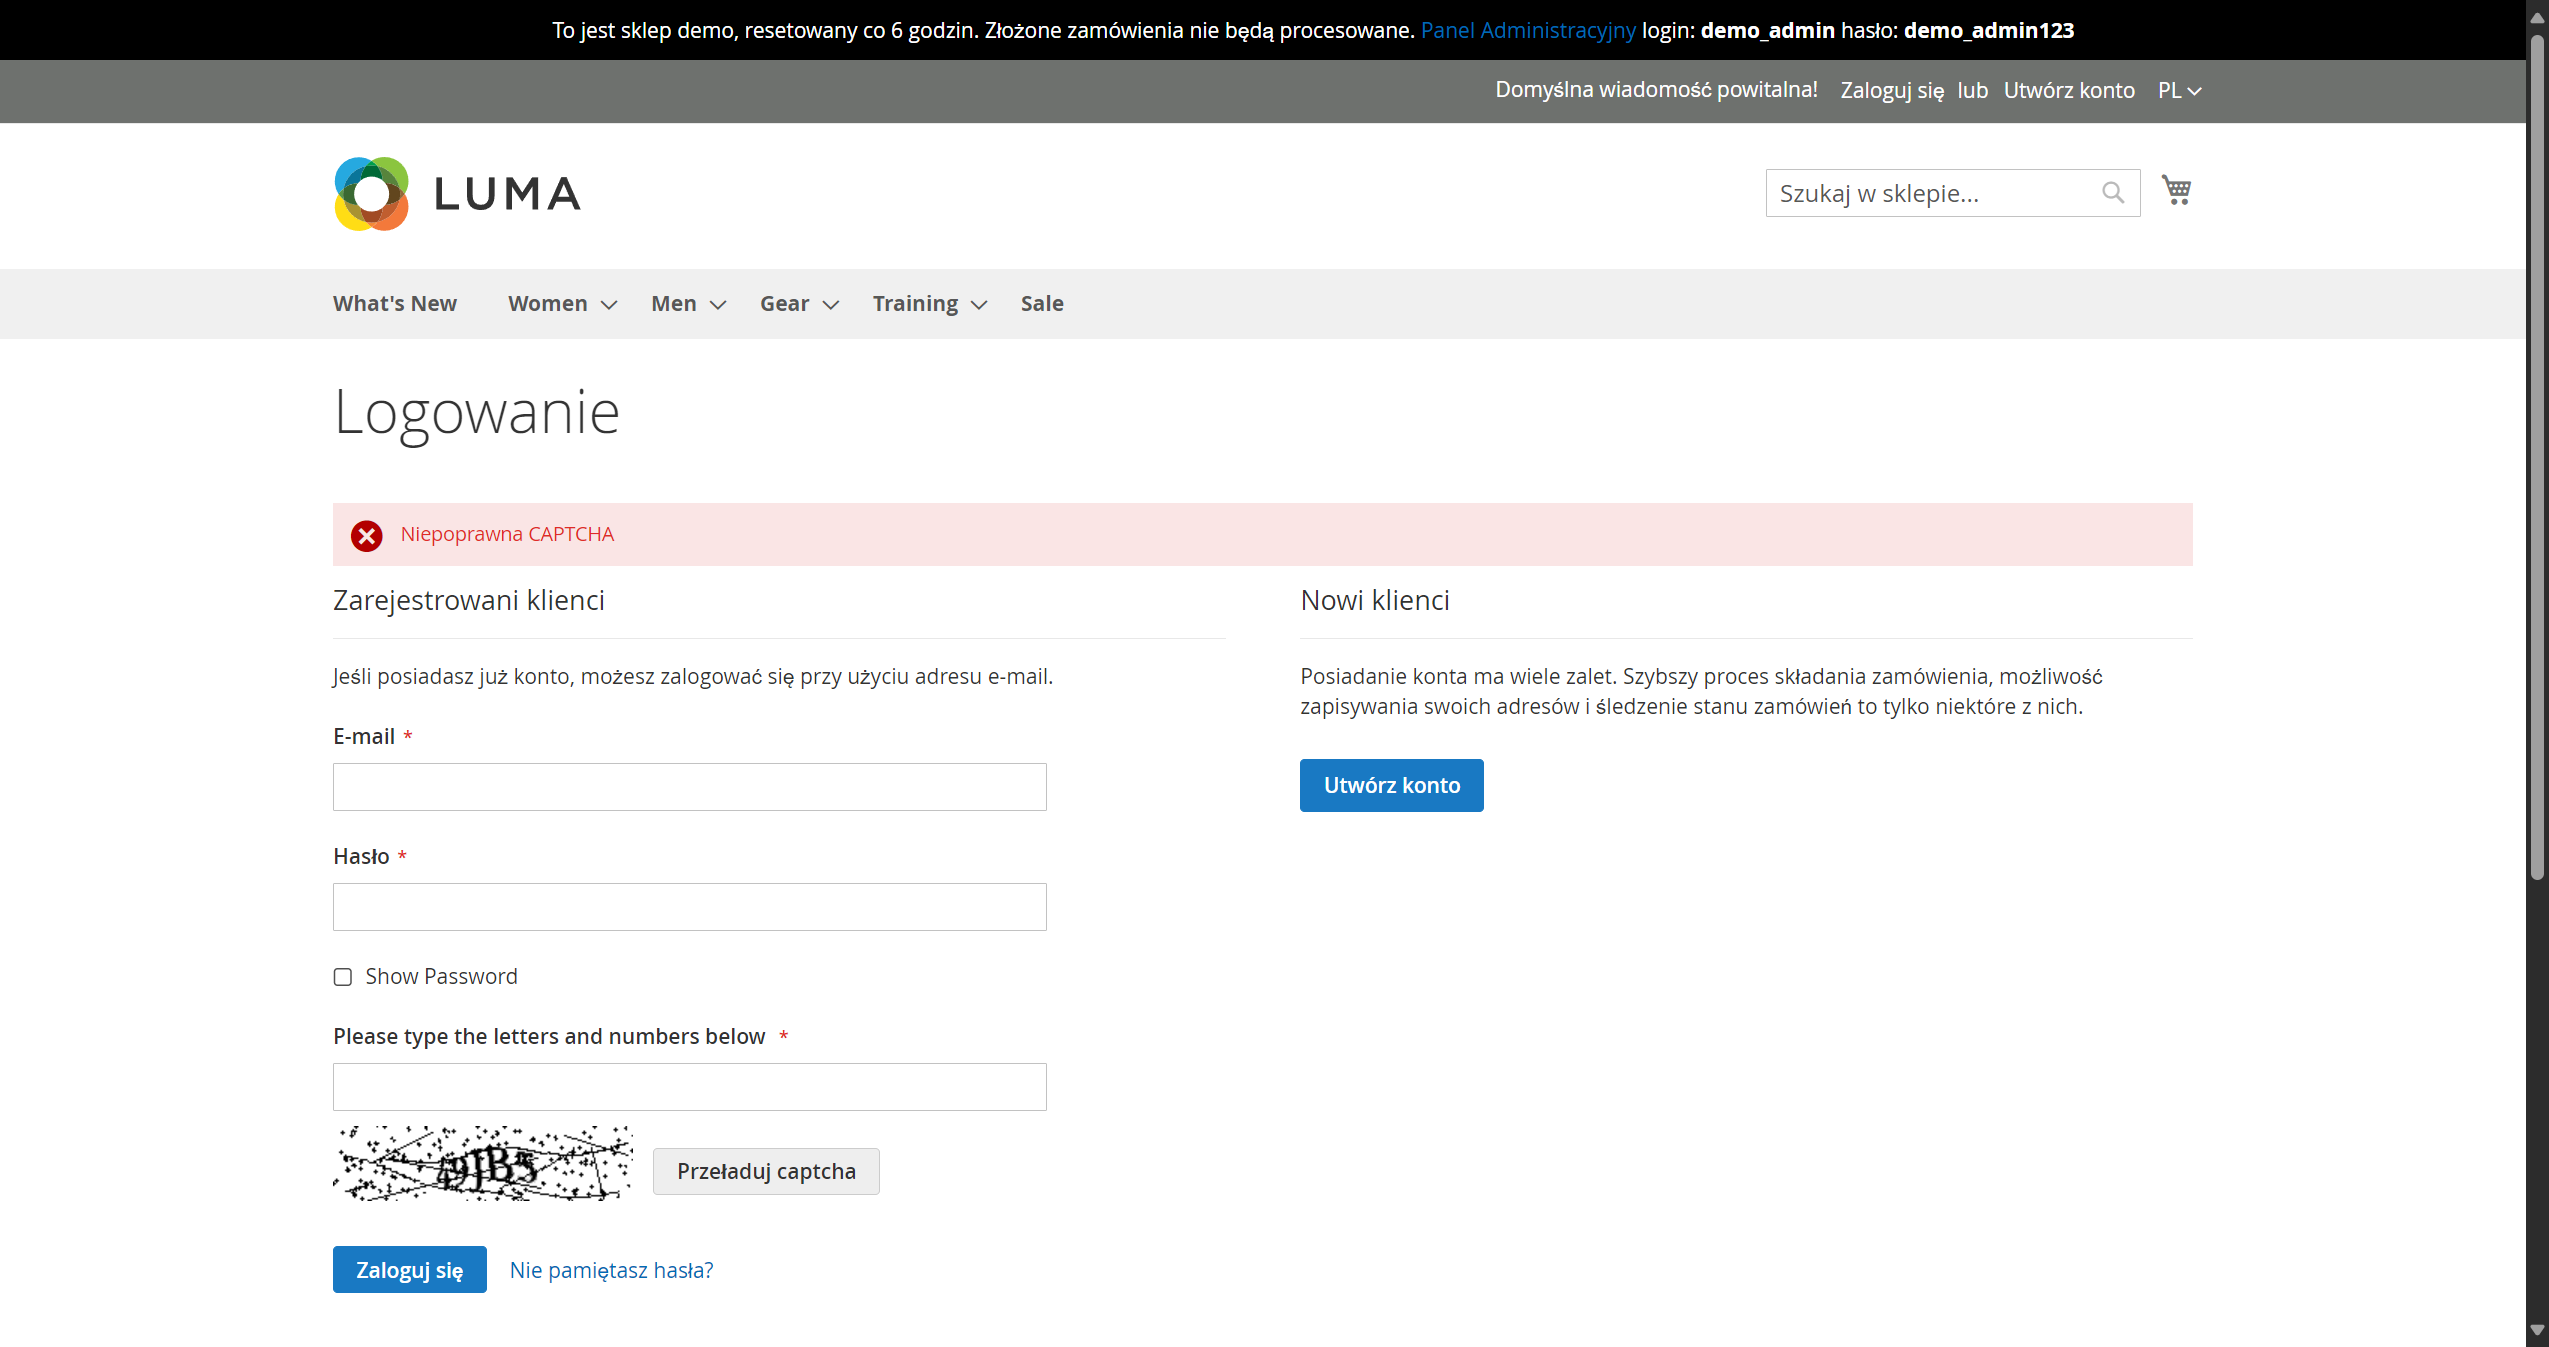 To jest sklep demo, resetowany co 6 godzin. Złożone zamówienia nie będą procesowane. Panel Administracyjny login: demo_admin hasło: demo_admin123
Domyślna wiadomość powitalna! Zaloguj się lub Utwórz konto PL
LUMA
Szukaj w sklepie...
What's New Women Men Gear Training Sale
Logowanie
Niepoprawna CAPTCHA
Zarejestrowani klienci
Jeśli posiadasz już konto, możesz zalogować się przy użyciu adresu e-mail.
E-mail *
Hasło *
Show Password
Please type the letters and numbers below *
Przeładuj captcha
Zaloguj się Nie pamiętasz hasła?
Nowi klienci
Posiadanie konta ma wiele zalet. Szybszy proces składania zamówienia, możliwość
zapisywania swoich adresów i śledzenie stanu zamówień to tylko niektóre z nich.
Utwórz konto